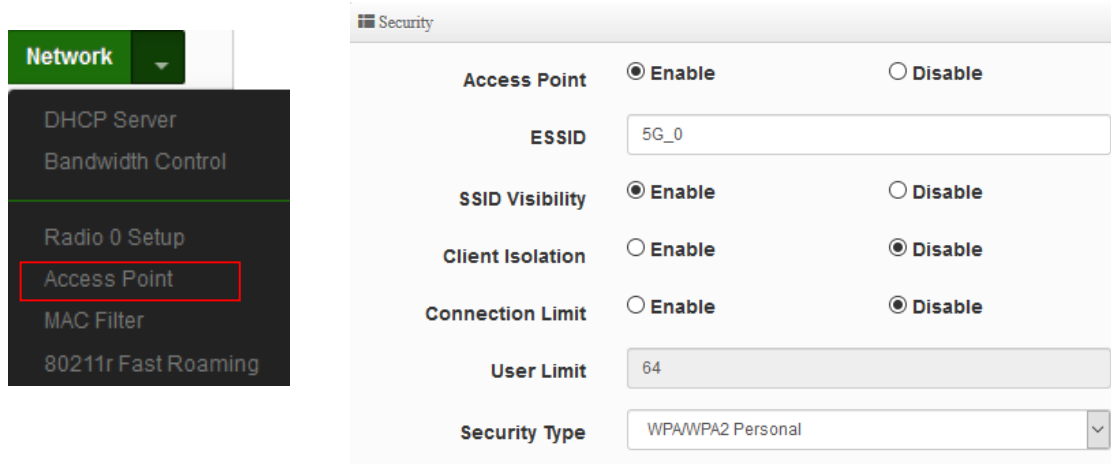 Network
DHCP Server
Bandwidth Control
Radio 0 Setup
Access Point
MAC Filter
80211r Fast Roaming
Security
Access Point Enable Disable
ESSID 5G_0
SSID Visibility Enable Disable
Client Isolation Enable Disable
Connection Limit Enable Disable
User Limit 64
Security Type WPA/WPA2 Personal